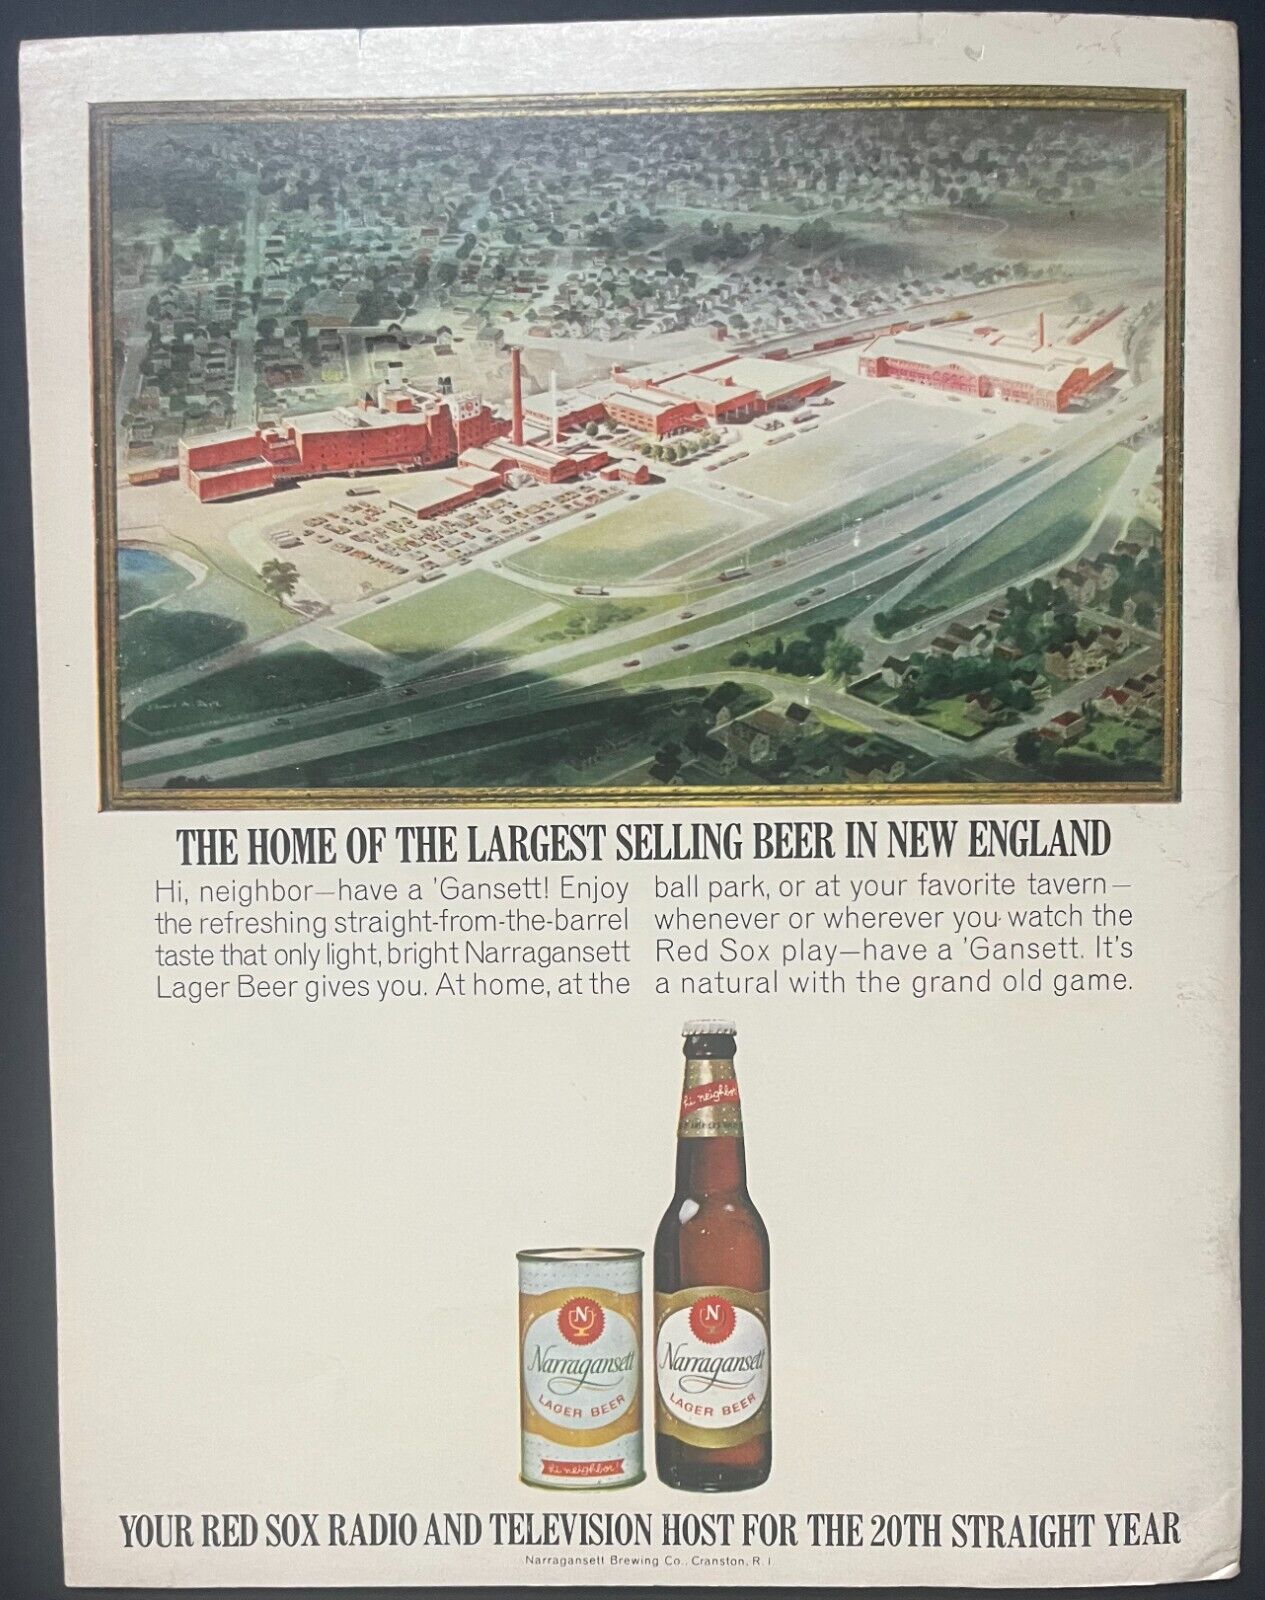 THE HOME OF THE LARGEST SELLING BEER IN NEW ENGLAND
Hi, neighbor—have a 'Gansett! Enjoy
the refreshing straight-from-the-barrel
taste that only light, bright Narragansett
Lager Beer gives you. At home, at the
ball park, or at your favorite tavern—
whenever or wherever you watch the
Red Sox play—have a 'Gansett. It's
a natural with the grand old game.
hi neighbor
N
Narragansett
LAGER BEER
hi neighbor!
N
Narragansett
LAGER BEER
YOUR RED SOX RADIO AND TELEVISION HOST FOR THE 20TH STRAIGHT YEAR
Narragansett Brewing Co., Cranston, R. I.